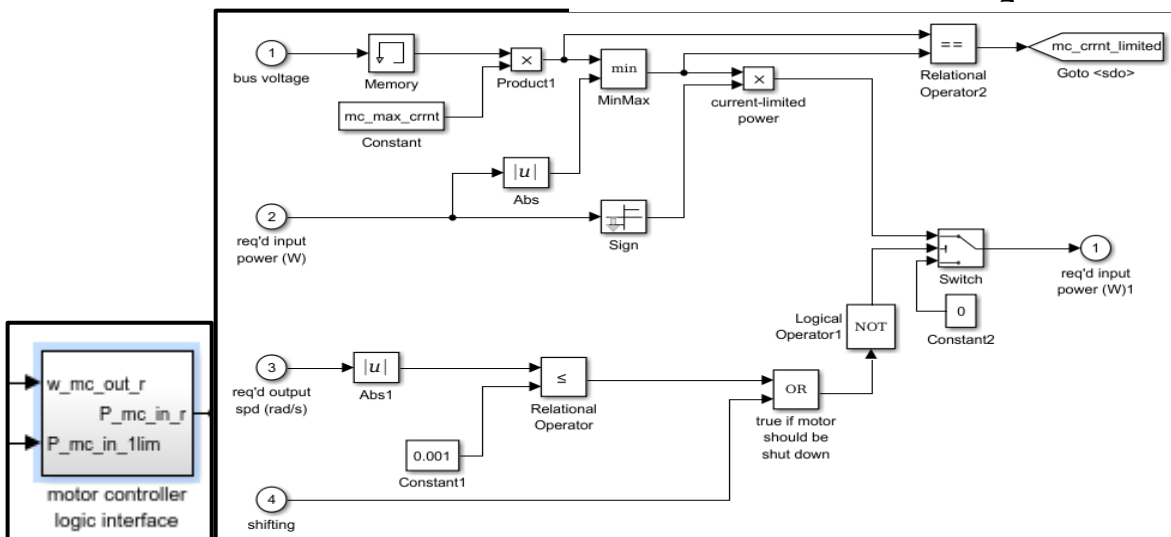 1
bus voltage
Memory
×
Product1
min
MinMax
×
current-limited
power
==
Relational
Operator2
mc_crrnt_limited
Goto <sdo>
mc_max_crrnt
Constant
|u|
Abs
2
req'd input
power (W)
Sign
Switch
1
req'd input
power (W)1
0
Constant2
Logical
Operator1
NOT
3
req'd output
spd (rad/s)
|u|
Abs1
≤
Relational
Operator
OR
true if motor
should be
shut down
0.001
Constant1
4
shifting
w_mc_out_r
P_mc_in_r
P_mc_in_1lim
motor controller
logic interface